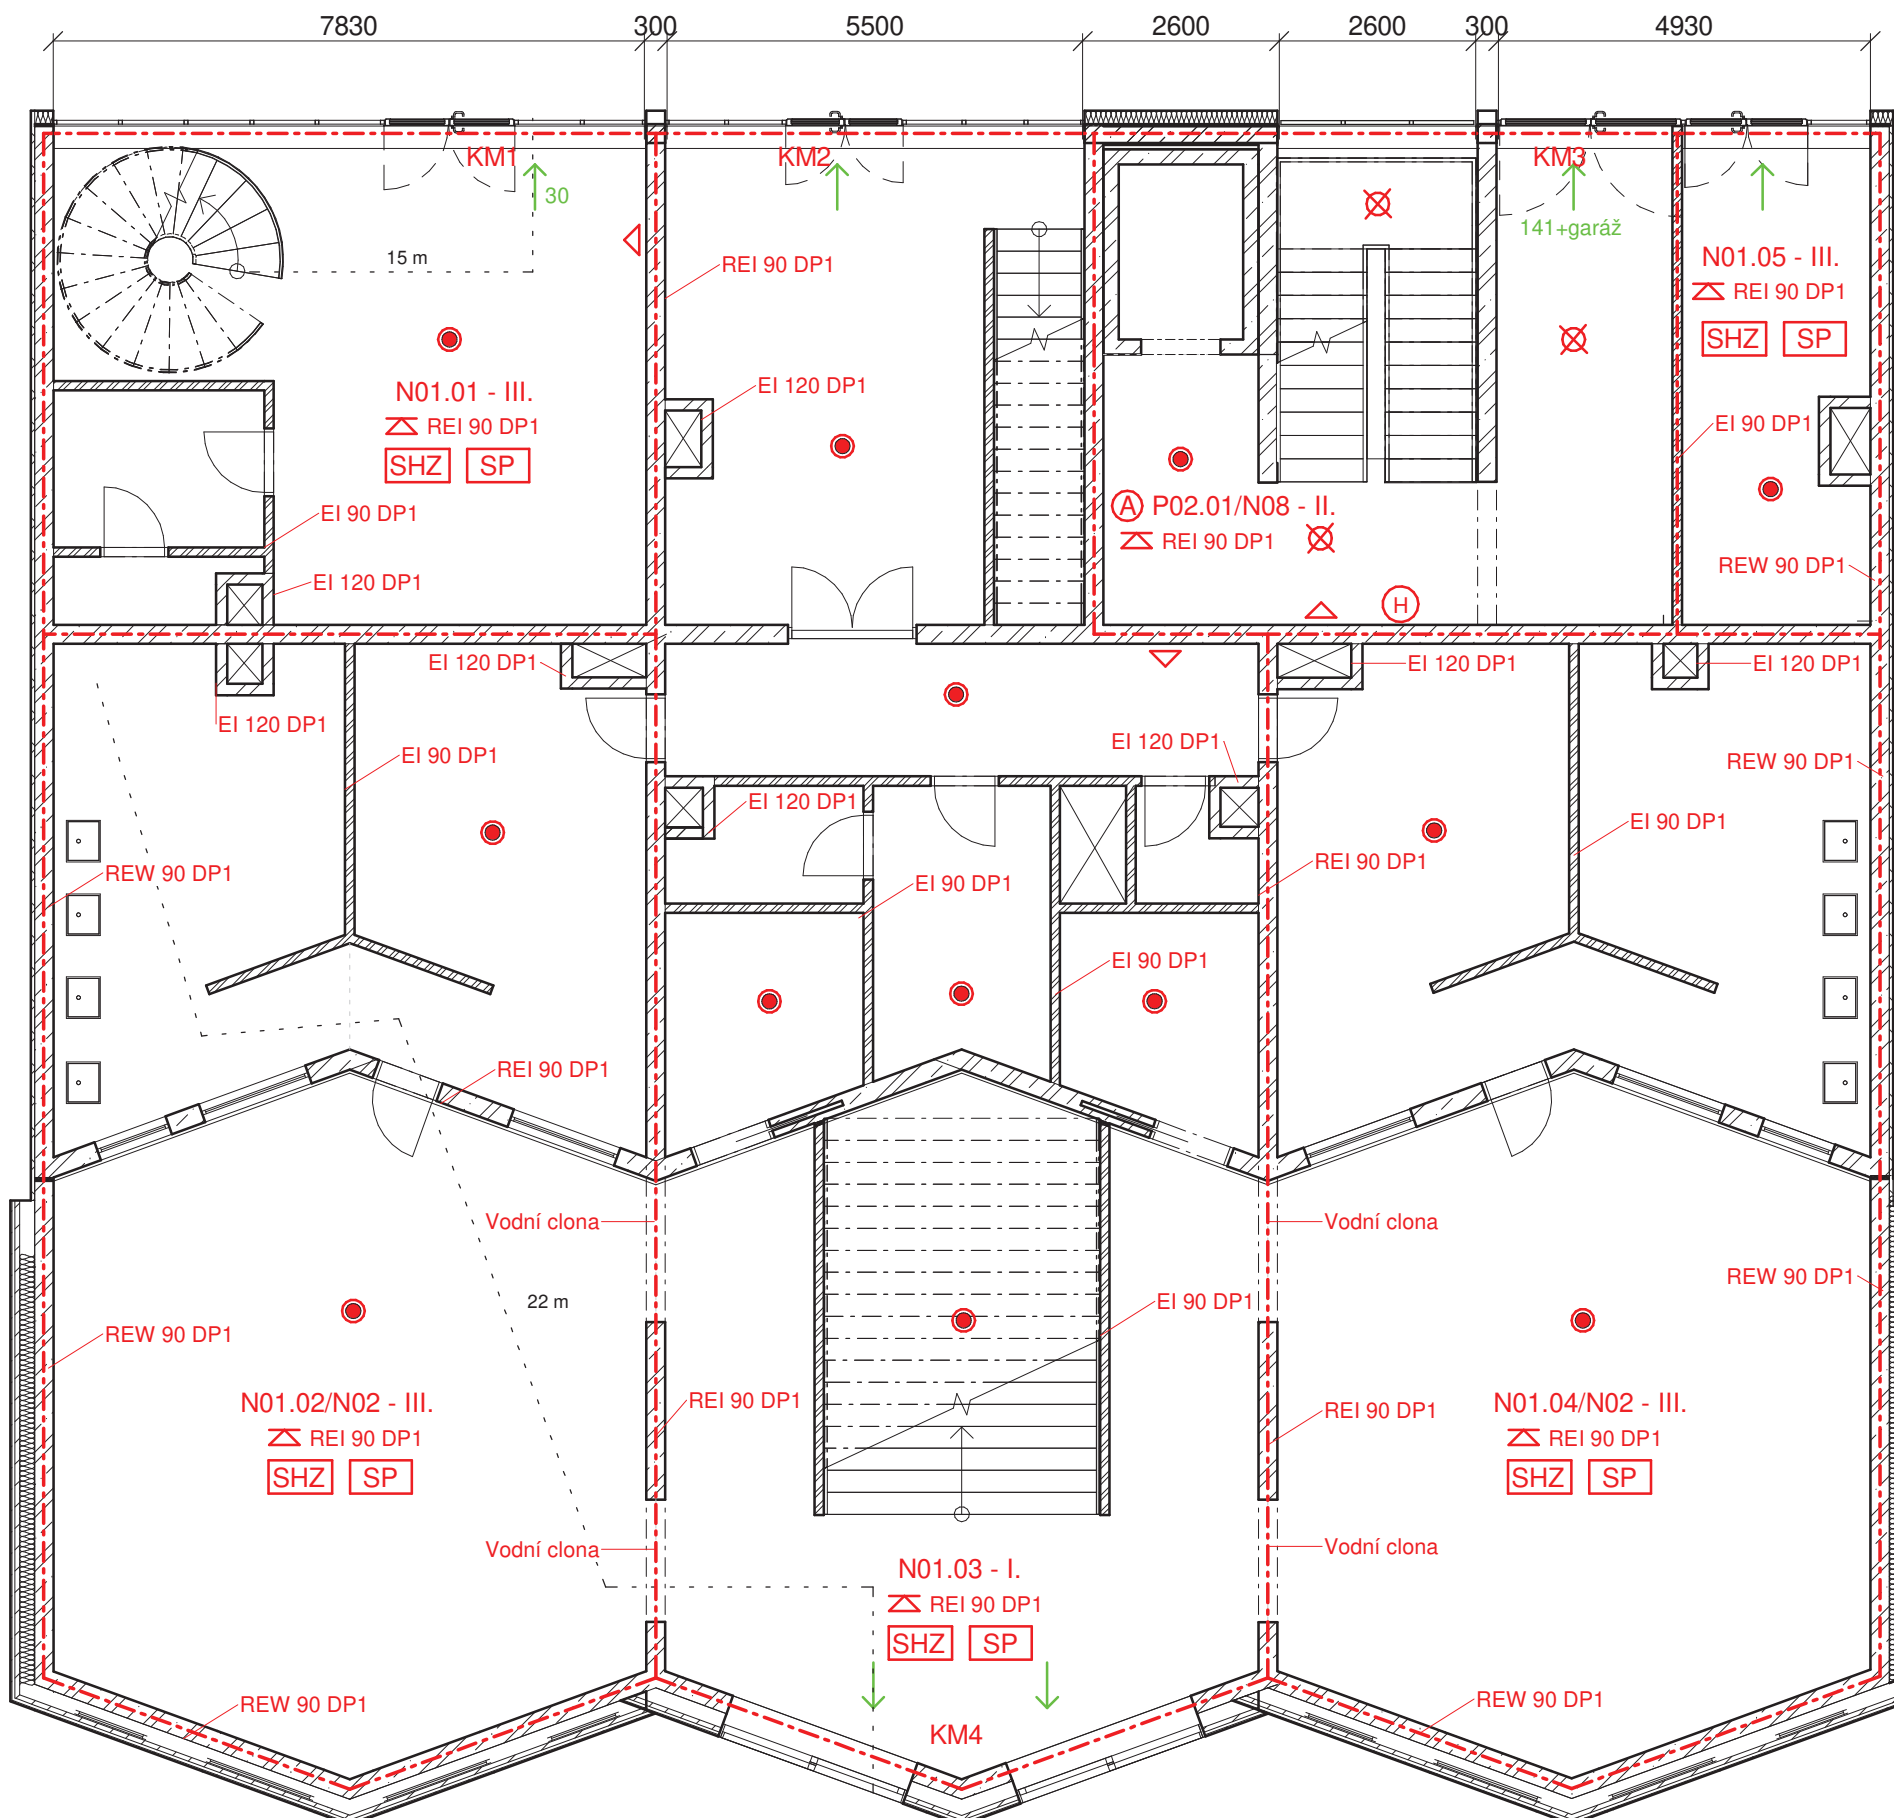 7830 300 5500 2600 2600 300 4930
KM1 KM2 KM3
30
141+garáž
15 m
REI 90 DP1
N01.05 - III.
REI 90 DP1
SHZ SP
N01.01 - III.
REI 90 DP1
SHZ SP
EI 120 DP1
EI 90 DP1
EI 90 DP1
A P02.01/N08 - II.
REI 90 DP1
EI 120 DP1
REW 90 DP1
H
EI 120 DP1
EI 120 DP1
EI 120 DP1
EI 120 DP1
EI 90 DP1
EI 120 DP1
REW 90 DP1
EI 120 DP1
EI 90 DP1
REW 90 DP1
EI 90 DP1
REI 90 DP1
EI 90 DP1
REI 90 DP1
Vodní clona
Vodní clona
REW 90 DP1
22 m
EI 90 DP1
REW 90 DP1
N01.02/N02 - III.
REI 90 DP1
SHZ SP
REI 90 DP1
REI 90 DP1
N01.04/N02 - III.
REI 90 DP1
SHZ SP
Vodní clona
Vodní clona
N01.03 - I.
REI 90 DP1
SHZ SP
REW 90 DP1
REW 90 DP1
KM4